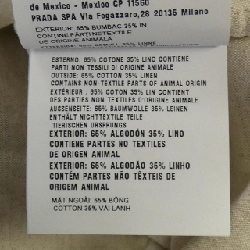 de Mexico - Mexico CP 11560
PRADA SPA Via Fogazzaro,28 20135 Milano
EXTERIOR: 65% BUMBAC 35% IN
CONTINE PARTI NETEXTILE
DE ORIGINE ANIMALA
ESTERNO: 65% COTONE 35% LINO CONTIENE
PARTI NON TESSILI DI ORIGINE ANIMALE
OUTSIDE: 65% COTTON 35% LINEN
CONTAINS NON TEXTILE PARTS OF ANIMAL ORIGIN
EXTÉRIEUR : 65% COTON 35% LIN CONTIENT
DES PARTIES NON TEXTILES D'ORIGINE ANIMALE
AUSSENSEITE: 65% BAUMWOLLE 35% LEINEN
ENTHÄLT NICHTTEXTILE TEILE
TIERISCHEN URSPRUNGS
EXTERIOR: 65% ALGODÓN 35% LINO
CONTIENE PARTES NO TEXTILES
DE ORIGEN ANIMAL
EXTERIOR: 65% ALGODÃO 35% LINHO
CONTÉM PARTES NÃO TÊXTEIS DE
ORIGEM ANIMAL
MẶT NGOÀI 65% BÔNG
COTTON 35% VẢI LANH